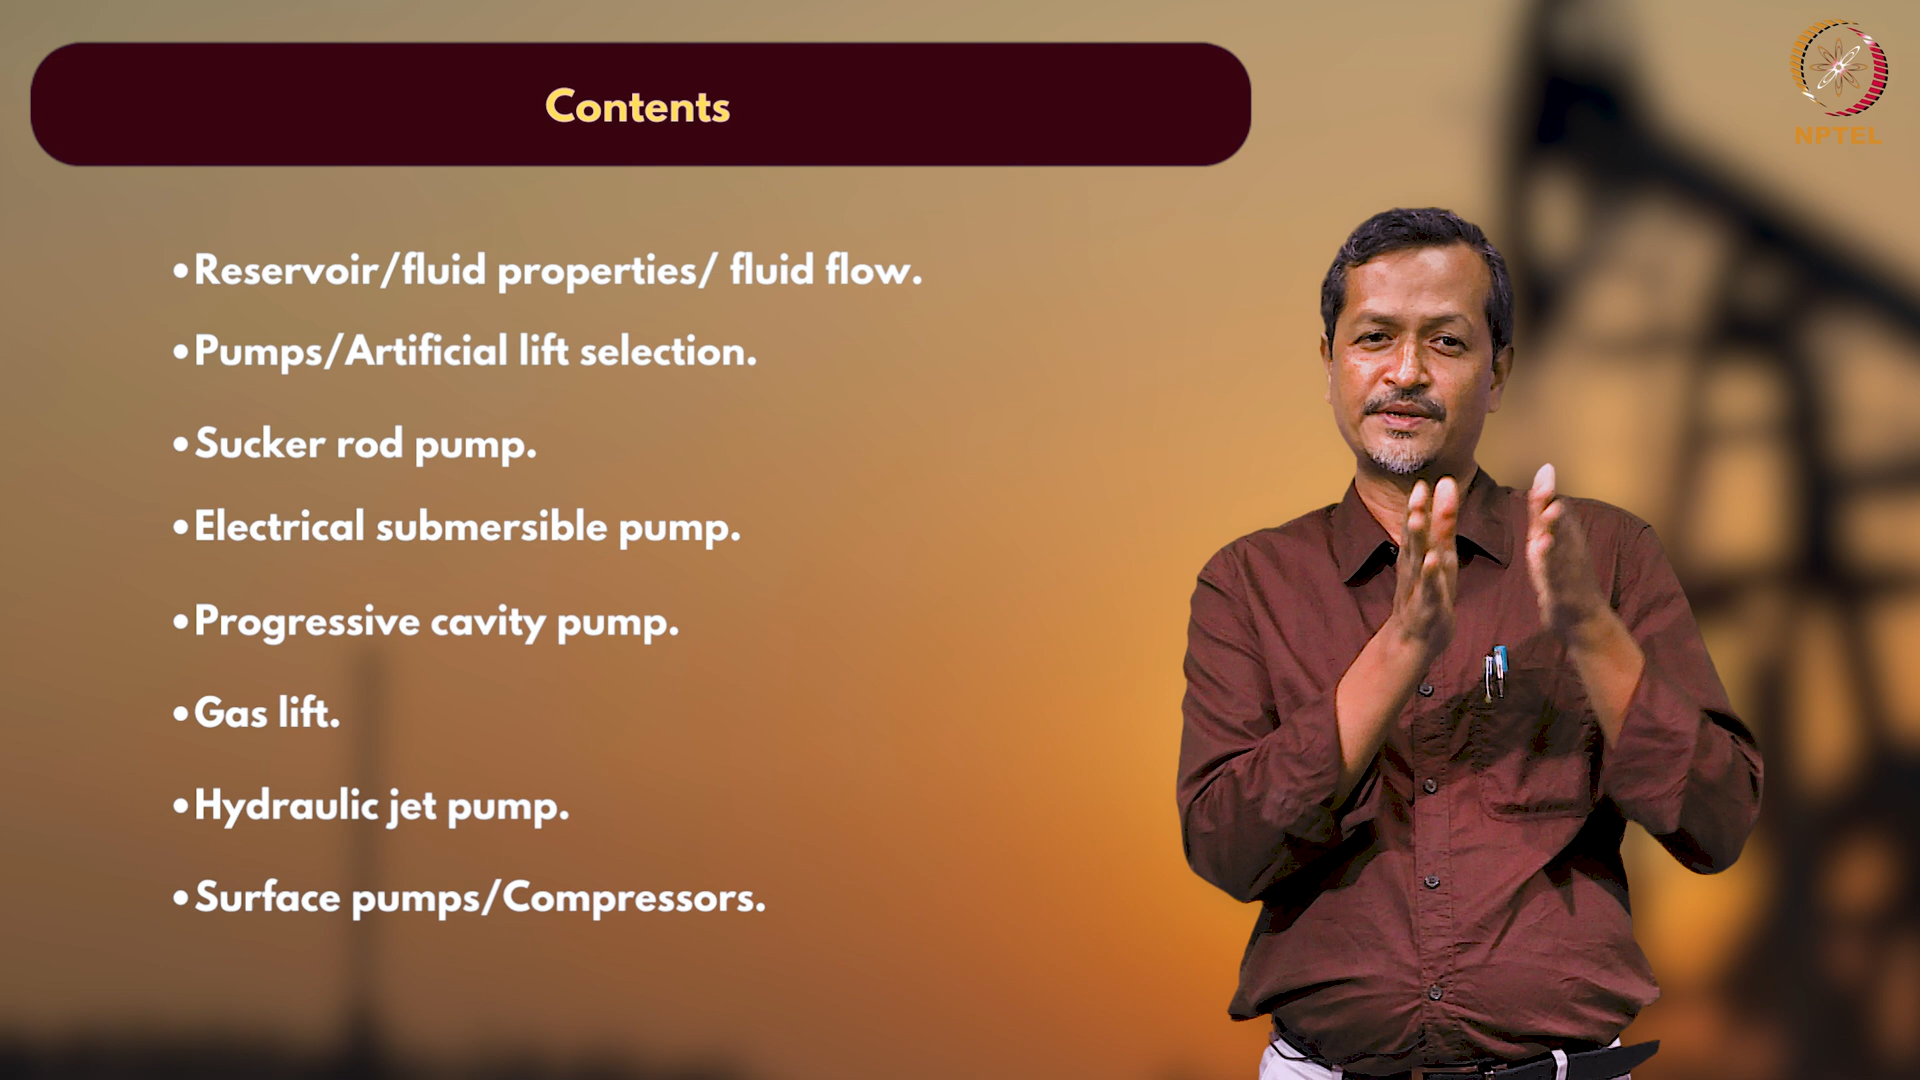 Contents
NPTEL
•Reservoir/fluid properties/ fluid flow.
•Pumps/Artificial lift selection.
•Sucker rod pump.
•Electrical submersible pump.
•Progressive cavity pump.
•Gas lift.
•Hydraulic jet pump.
•Surface pumps/Compressors.